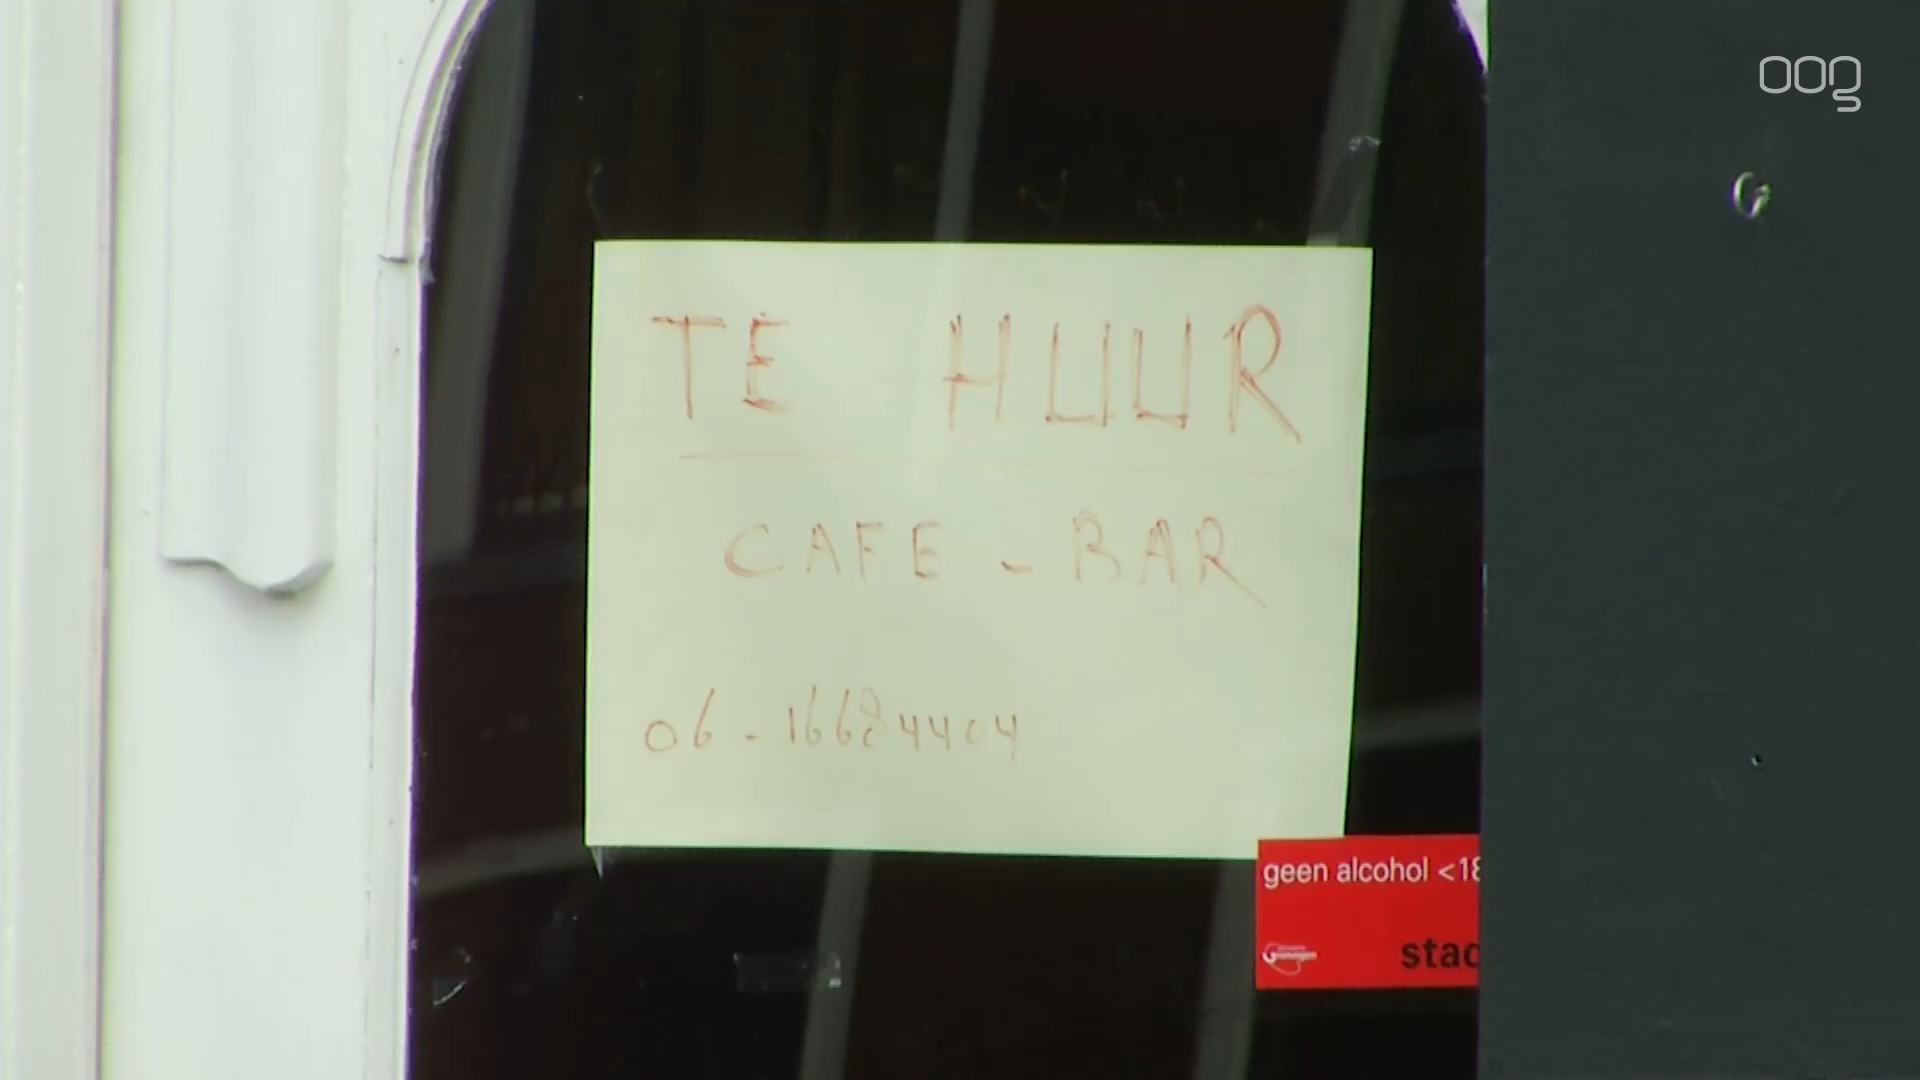 oog
TE HUUR
CAFE - BAR
06 - 16684404
geen alcohol <18
stad